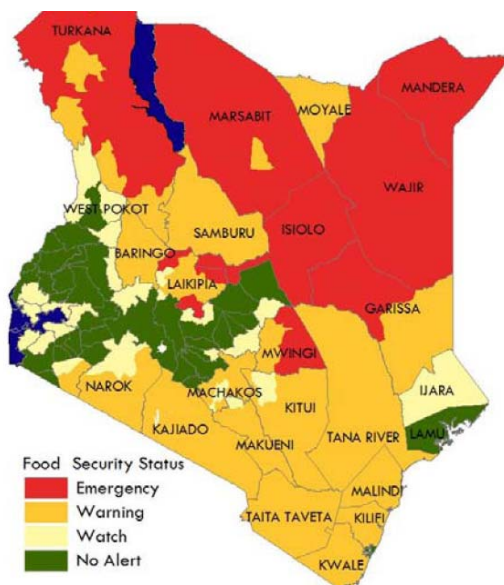 TURKANA
MANDERA
MOYALE
MARSABIT
WAJIR
WEST POKOT
SAMBURU
ISIOLO
BARINGO
LAIKIPIA
GARISSA
MWINGI
IJARA
NAROK
MACHAKOS
KITUI
LAMU
KAJIADO
TANA RIVER
MAKUENI
Food Security Status
Emergency
MALINDI
Warning
TAITA TAVETA
KILIFI
Watch
No Alert
KWALE